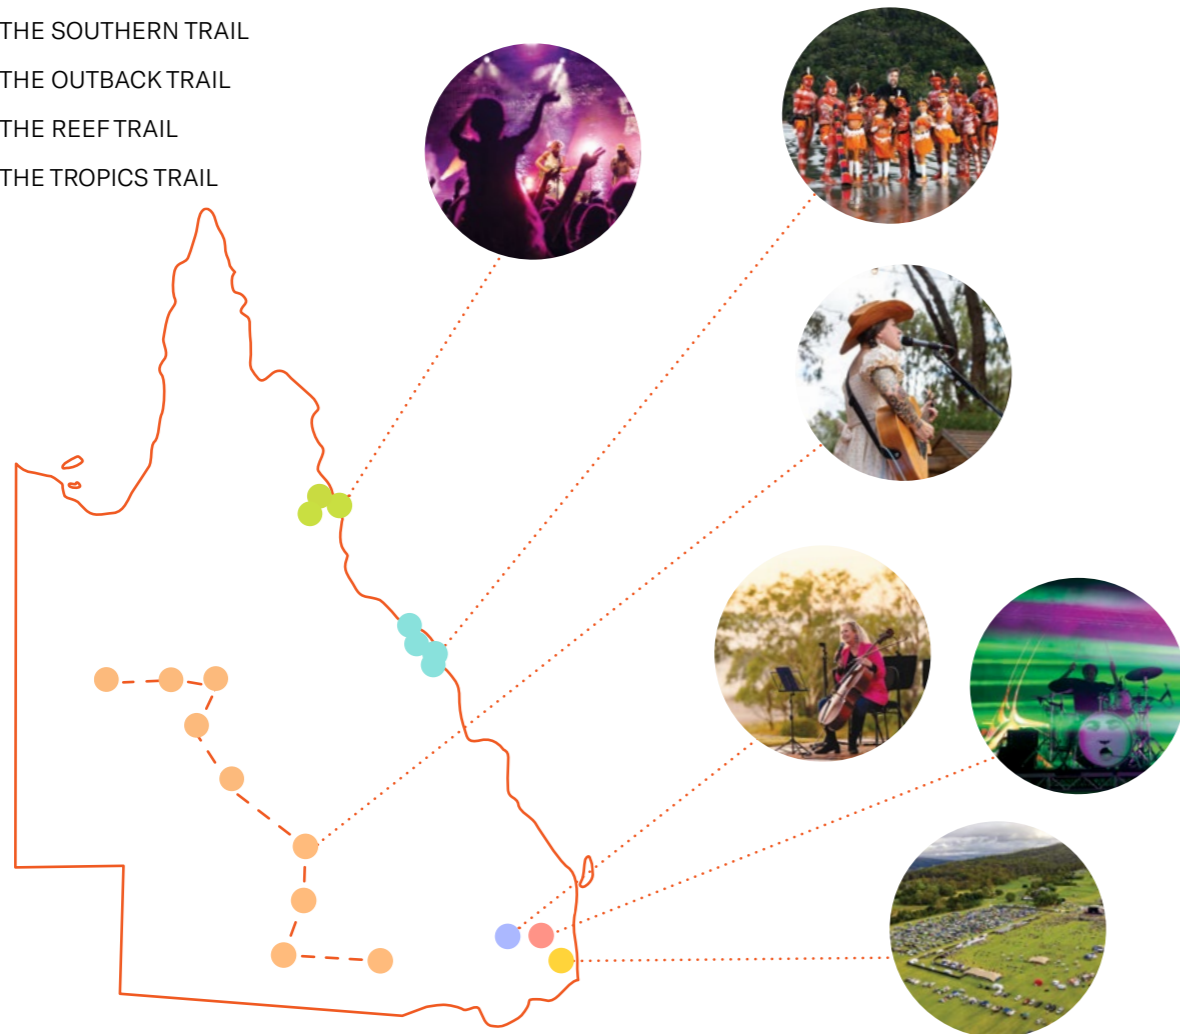 THE SOUTHERN TRAIL
THE OUTBACK TRAIL
THE REEF TRAIL
THE TROPICS TRAIL